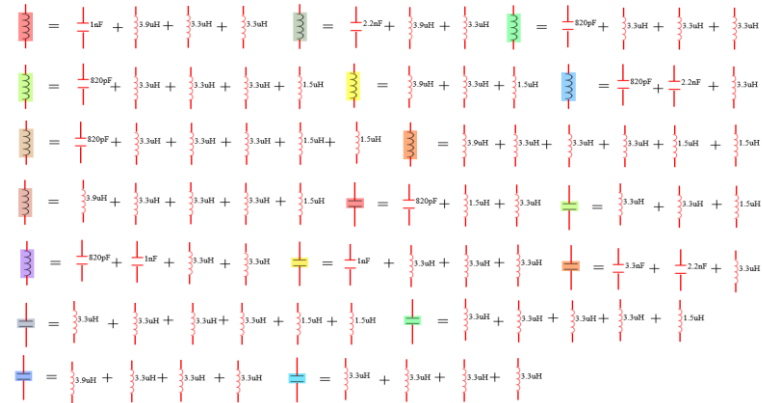 = 1nF + 3.9uH + 3.3uH + 3.3uH = 2.2nF + 3.9uH + 3.3uH = 820pF + 3.3uH + 3.3uH + 3.3uH
= 820pF + 3.3uH + 3.3uH + 3.3uH + 1.5uH = 3.9uH + 3.3uH + 1.5uH = 820pF + 2.2nF + 3.3uH
= 820pF + 3.3uH + 3.3uH + 3.3uH + 1.5uH + 1.5uH = 3.9uH + 3.3uH + 3.3uH + 3.3uH + 1.5uH + 1.5uH
= 3.9uH + 3.3uH + 3.3uH + 3.3uH + 1.5uH = 820pF + 1.5uH + 3.3uH = 3.3uH + 3.3uH + 1.5uH
= 820pF + 1nF + 3.3uH + 3.3uH = 1nF + 3.3uH + 3.3uH + 3.3uH = 3.3nF + 2.2nF + 3.3uH
= 3.3uH + 3.3uH + 3.3uH + 3.3uH + 1.5uH + 1.5uH = 3.3uH + 3.3uH + 3.3uH + 3.3uH + 1.5uH
= 3.9uH + 3.3uH + 3.3uH + 3.3uH = 3.3uH + 3.3uH + 3.3uH + 3.3uH